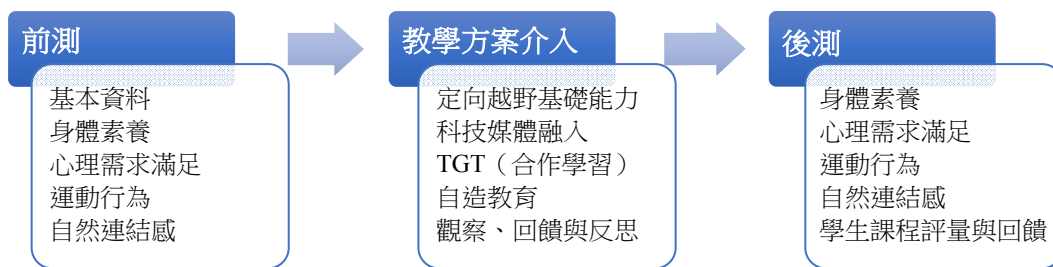 前測
基本資料
身體素養
心理需求滿足
運動行為
自然連結感
教學方案介入
定向越野基礎能力
科技媒體融入
TGT（合作學習）
自造教育
觀察、回饋與反思
後測
身體素養
心理需求滿足
運動行為
自然連結感
學生課程評量與回饋